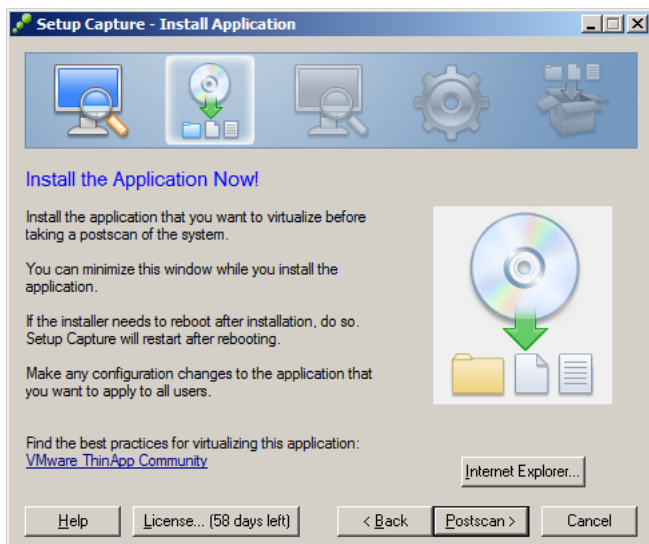 Setup Capture - Install Application
Install the Application Now!
Install the application that you want to virtualize before
taking a postscan of the system.
You can minimize this window while you install the
application.
If the installer needs to reboot after installation, do so.
Setup Capture will restart after rebooting.
Make any configuration changes to the application that
you want to apply to all users.
Find the best practices for virtualizing this application:
VMware ThinApp Community
Internet Explorer...
Help
License... (58 days left)
< Back
Postscan >
Cancel